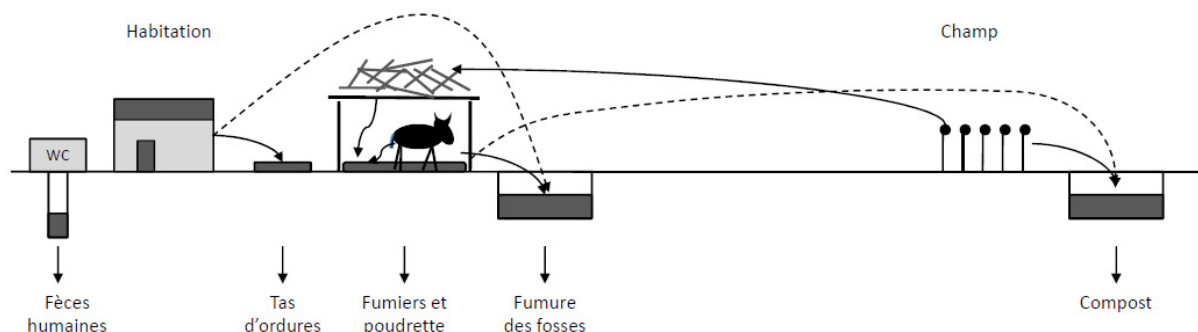 Habitation
Champ
WC
Fèces
humaines
Tas
d'ordures
Fumiers et
poudrette
Fumure
des fosses
Compost